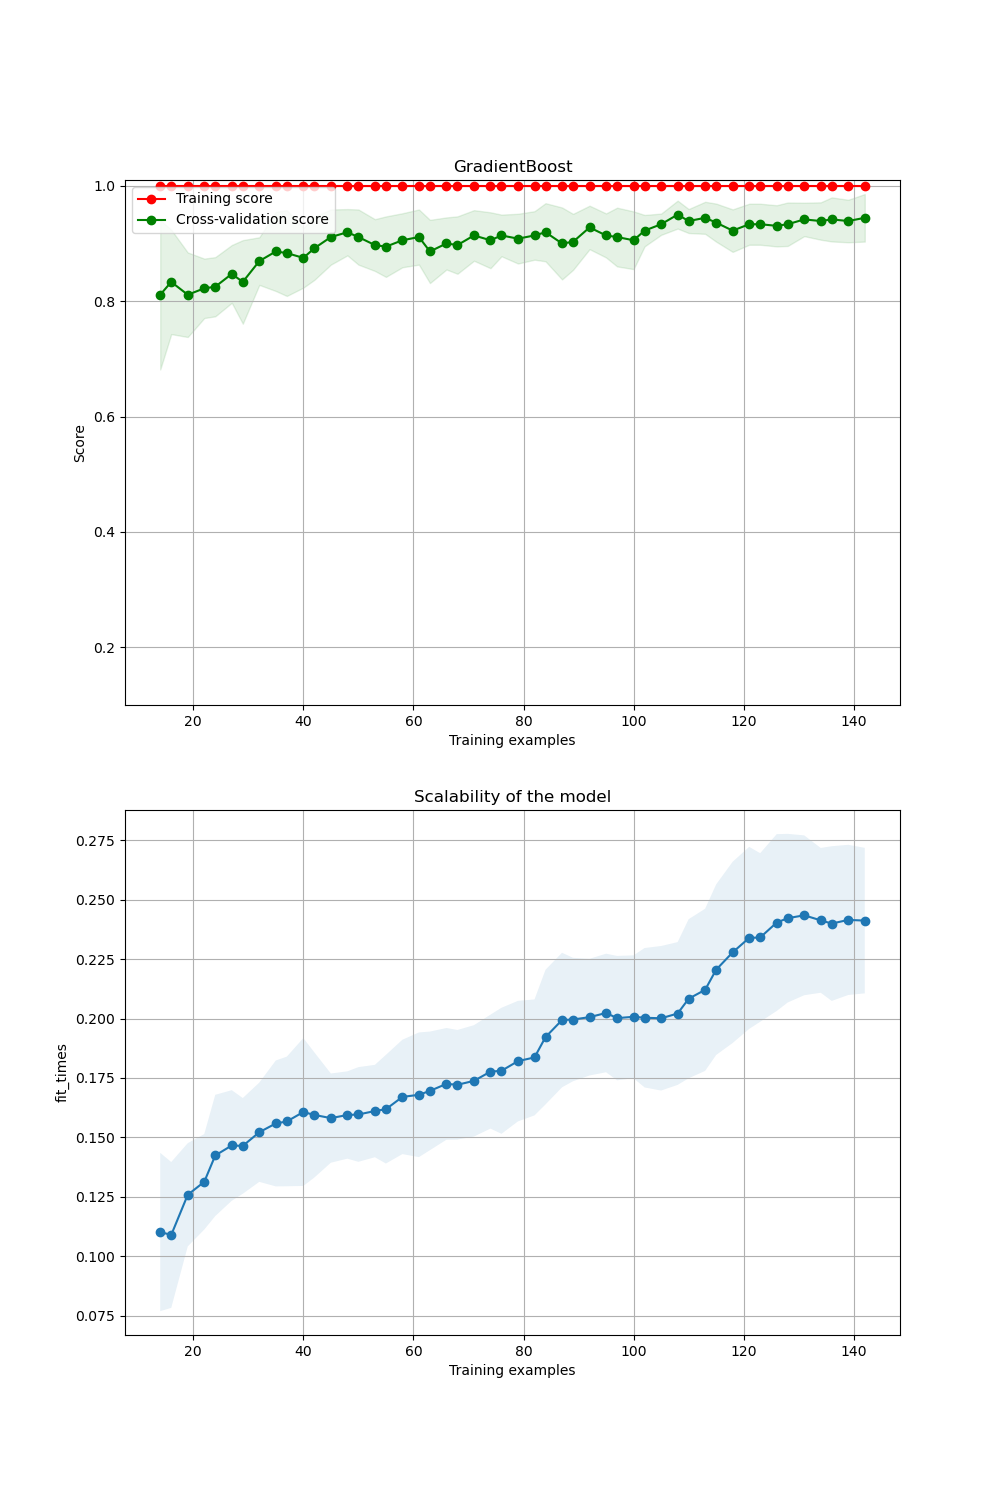 GradientBoost
1.0
0.8
0.6
0.4
0.2
Score
Training score
Cross-validation score
20 40 60 80 100 120 140
Training examples
Scalability of the model
0.275
0.250
0.225
0.200
0.175
0.150
0.125
0.100
0.075
fit_times
20 40 60 80 100 120 140
Training examples